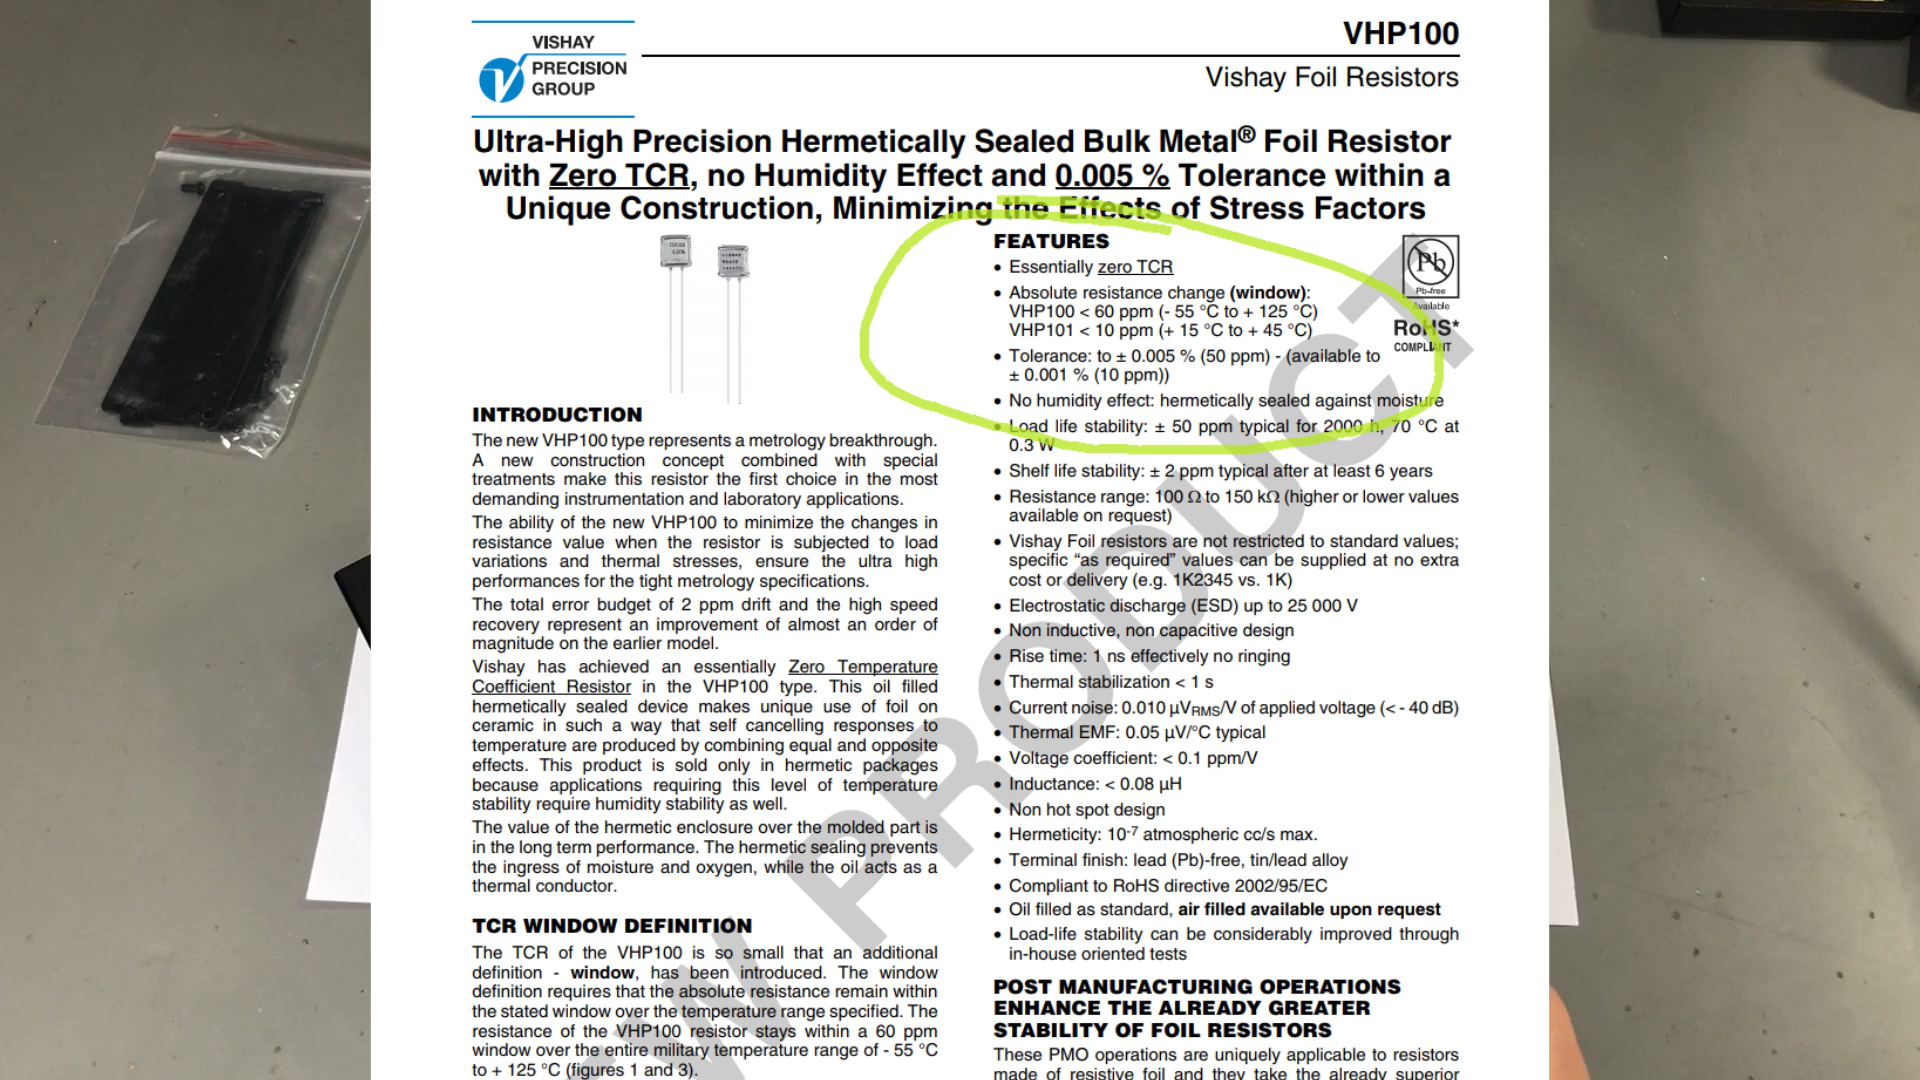 VISHAY
PRECISION
GROUP
VHP100
Vishay Foil Resistors
Ultra-High Precision Hermetically Sealed Bulk Metal® Foil Resistor
with Zero TCR, no Humidity Effect and 0.005 % Tolerance within a
Unique Construction, Minimizing the Effects of Stress Factors
INTRODUCTION
The new VHP100 type represents a metrology breakthrough.
A new construction concept combined with special
treatments make this resistor the first choice in the most
demanding instrumentation and laboratory applications.
The ability of the new VHP100 to minimize the changes in
resistance value when the resistor is subjected to load
variations and thermal stresses, ensure the ultra high
performances for the tight metrology specifications.
The total error budget of 2 ppm drift and the high speed
recovery represent an improvement of almost an order of
magnitude on the earlier model.
Vishay has achieved an essentially Zero Temperature
Coefficient Resistor in the VHP100 type. This oil filled
hermetically sealed device makes unique use of foil on
ceramic in such a way that self cancelling responses to
temperature are produced by combining equal and opposite
effects. This product is sold only in hermetic packages
because applications requiring this level of temperature
stability require humidity stability as well.
The value of the hermetic enclosure over the molded part is
in the long term performance. The hermetic sealing prevents
the ingress of moisture and oxygen, while the oil acts as a
thermal conductor.
TCR WINDOW DEFINITION
The TCR of the VHP100 is so small that an additional
definition - window, has been introduced. The window
definition requires that the absolute resistance remain within
the stated window over the temperature range specified. The
resistance of the VHP100 resistor stays within a 60 ppm
window over the entire military temperature range of - 55 °C
to + 125 °C (figures 1 and 3).
FEATURES
• Essentially zero TCR
• Absolute resistance change (window):
VHP100 < 60 ppm (- 55 °C to + 125 °C)
VHP101 < 10 ppm (+ 15 °C to + 45 °C)
• Tolerance: to ± 0.005 % (50 ppm) - (available to
± 0.001 % (10 ppm))
• No humidity effect: hermetically sealed against moisture
• Load life stability: ± 50 ppm typical for 2000 h, 70 °C at
0.3 W
• Shelf life stability: ± 2 ppm typical after at least 6 years
• Resistance range: 100 Ω to 150 kΩ (higher or lower values
available on request)
• Vishay Foil resistors are not restricted to standard values;
specific “as required” values can be supplied at no extra
cost or delivery (e.g. 1K2345 vs. 1K)
• Electrostatic discharge (ESD) up to 25 000 V
• Non inductive, non capacitive design
• Rise time: 1 ns effectively no ringing
• Thermal stabilization < 1 s
• Current noise: 0.010 µVRMS/V of applied voltage (< - 40 dB)
• Thermal EMF: 0.05 µV/°C typical
• Voltage coefficient: < 0.1 ppm/V
• Inductance: < 0.08 µH
• Non hot spot design
• Hermeticity: 10-7 atmospheric cc/s max.
• Terminal finish: lead (Pb)-free, tin/lead alloy
• Compliant to RoHS directive 2002/95/EC
• Oil filled as standard, air filled available upon request
• Load-life stability can be considerably improved through
in-house oriented tests
POST MANUFACTURING OPERATIONS
ENHANCE THE ALREADY GREATER
STABILITY OF FOIL RESISTORS
These PMO operations are uniquely applicable to resistors
made of resistive foil and they take the already superior
Pb
Pb-free
Available
RoHS*
COMPLIANT
W PRODUCT